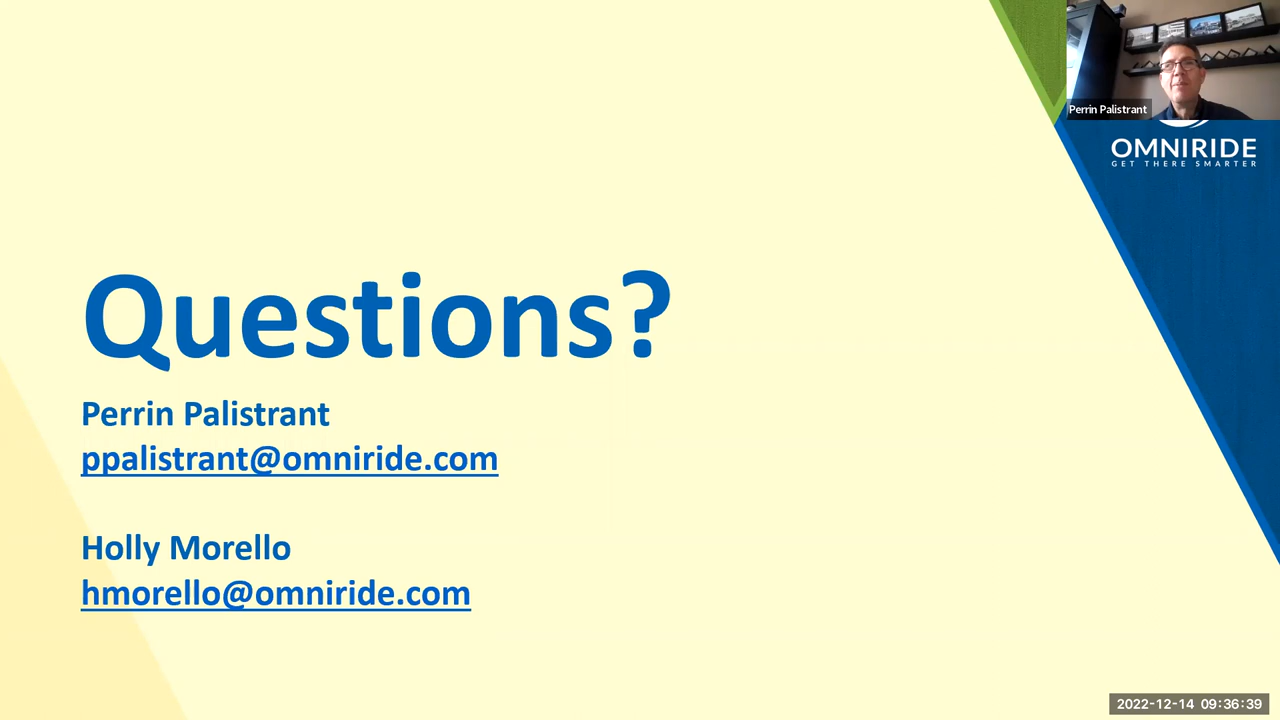 Perrin Palistrant
OMNIRIDE
GET THERE SMARTER
Questions?
Perrin Palistrant
ppalistrant@omniride.com
Holly Morello
hmorello@omniride.com
2022-12-14 09:36:39